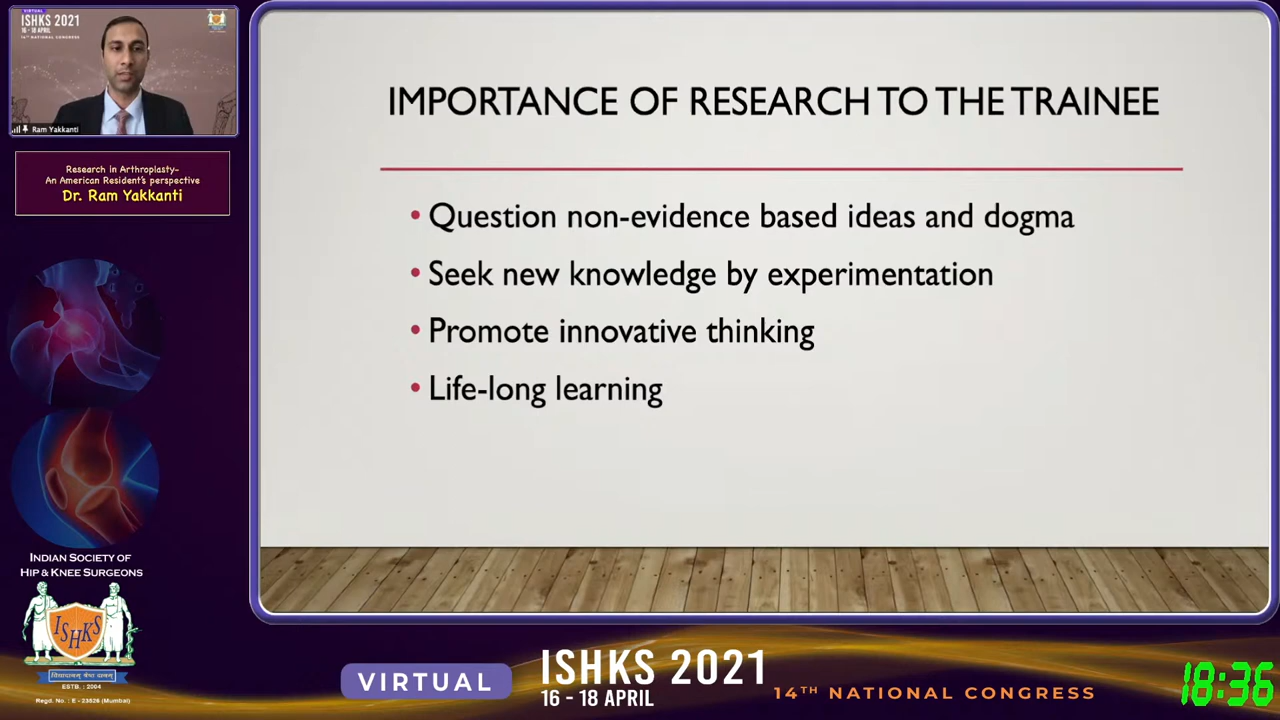 VIRTUAL
ISHKS 2021
16 - 18 APRIL
14TH NATIONAL CONGRESS
Ram Yakkanti
Research In Arthroplasty-
An American Resident's perspective
Dr. Ram Yakkanti
IMPORTANCE OF RESEARCH TO THE TRAINEE
• Question non-evidence based ideas and dogma
• Seek new knowledge by experimentation
• Promote innovative thinking
• Life-long learning
INDIAN SOCIETY OF
HIP & KNEE SURGEONS
ISHKS
ESTB. : 2004
Regd. No. : E - 23526 (Mumbai)
VIRTUAL
ISHKS 2021
16 - 18 APRIL
14TH NATIONAL CONGRESS
18:36